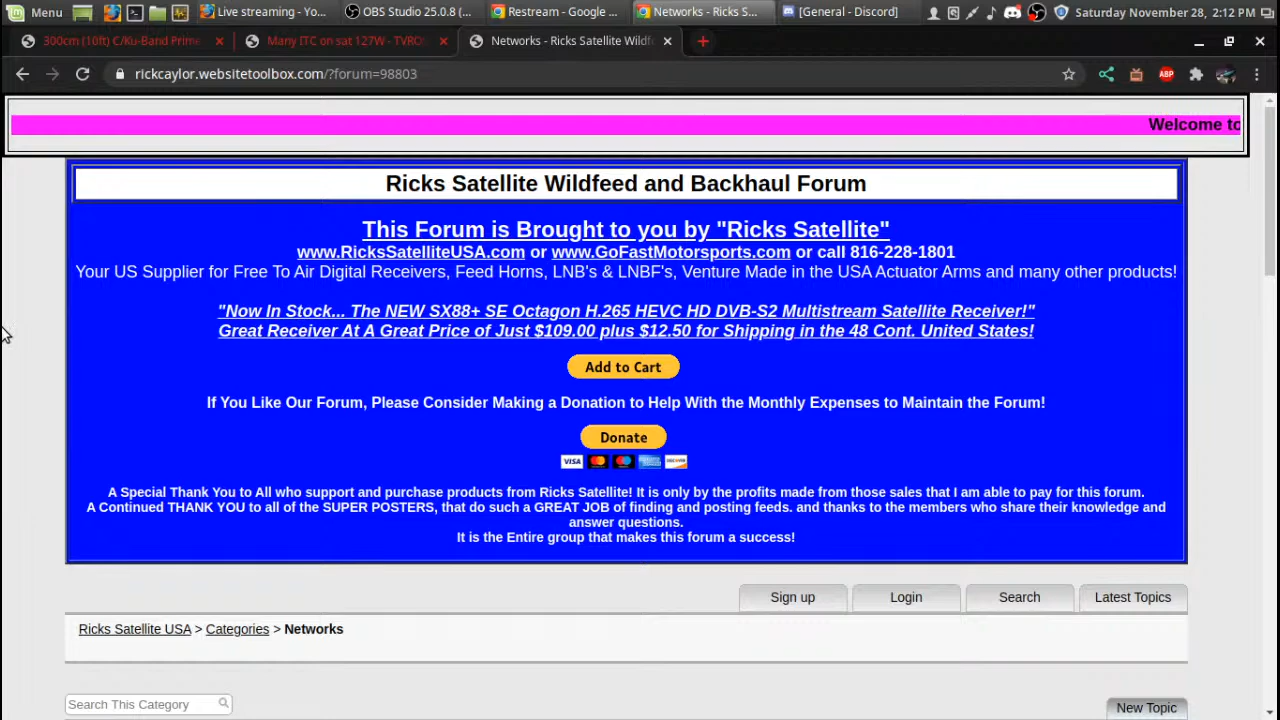 Menu
Live streaming - Yo...
OBS Studio 25.0.8 (...
Restream - Google ...
Networks - Ricks S...
[General - Discord]
Saturday November 28, 2:12 PM
300cm (10ft) C/Ku-Band Prime
Many ITC on sat 127W - TVRO
Networks - Ricks Satellite Wildf
rickcaylor.websitetoolbox.com/?forum=98803
ABP
Welcome to
Ricks Satellite Wildfeed and Backhaul Forum
This Forum is Brought to you by "Ricks Satellite"
www.RicksSatelliteUSA.com or www.GoFastMotorsports.com or call 816-228-1801
Your US Supplier for Free To Air Digital Receivers, Feed Horns, LNB's & LNBF's, Venture Made in the USA Actuator Arms and many other products!
"Now In Stock... The NEW SX88+ SE Octagon H.265 HEVC HD DVB-S2 Multistream Satellite Receiver!"
Great Receiver At A Great Price of Just $109.00 plus $12.50 for Shipping in the 48 Cont. United States!
Add to Cart
If You Like Our Forum, Please Consider Making a Donation to Help With the Monthly Expenses to Maintain the Forum!
Donate
VISA
A Special Thank You to All who support and purchase products from Ricks Satellite! It is only by the profits made from those sales that I am able to pay for this forum.
A Continued THANK YOU to all of the SUPER POSTERS, that do such a GREAT JOB of finding and posting feeds. and thanks to the members who share their knowledge and
answer questions.
It is the Entire group that makes this forum a success!
Sign up
Login
Search
Latest Topics
Ricks Satellite USA > Categories > Networks
Search This Category
New Topic